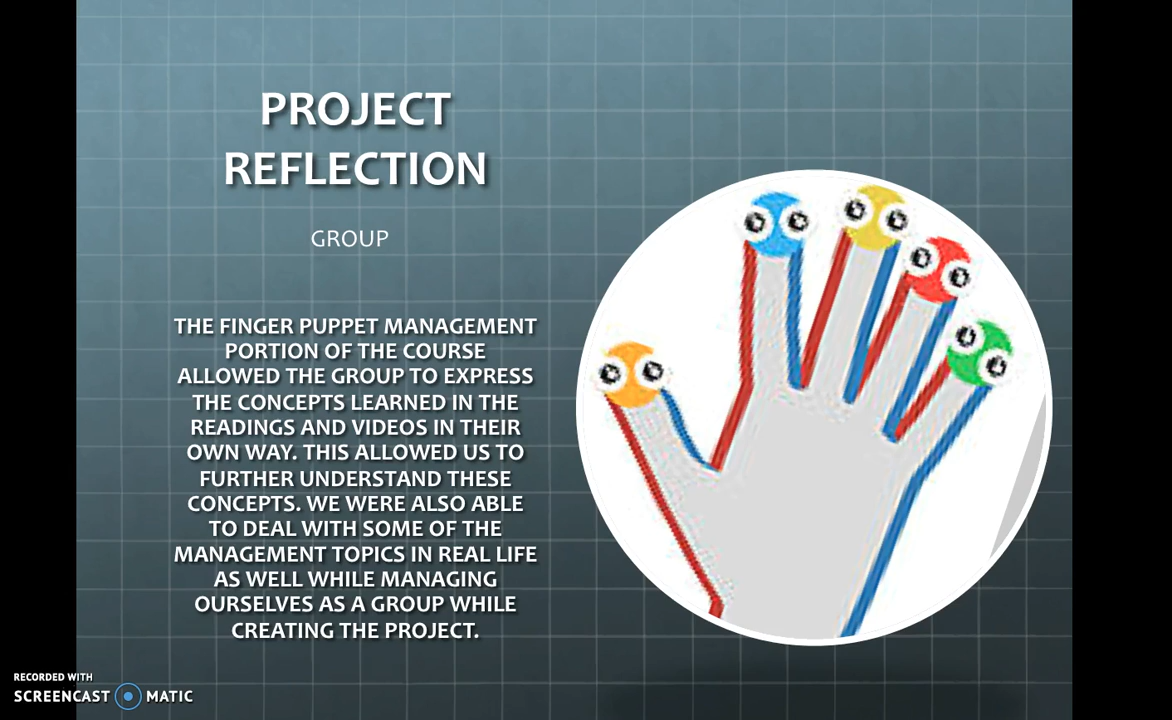 PROJECT
REFLECTION
GROUP
THE FINGER PUPPET MANAGEMENT
PORTION OF THE COURSE
ALLOWED THE GROUP TO EXPRESS
THE CONCEPTS LEARNED IN THE
READINGS AND VIDEOS IN THEIR
OWN WAY. THIS ALLOWED US TO
FURTHER UNDERSTAND THESE
CONCEPTS. WE WERE ALSO ABLE
TO DEAL WITH SOME OF THE
MANAGEMENT TOPICS IN REAL LIFE
AS WELL WHILE MANAGING
OURSELVES AS A GROUP WHILE
CREATING THE PROJECT.
RECORDED WITH
SCREENCAST MATIC